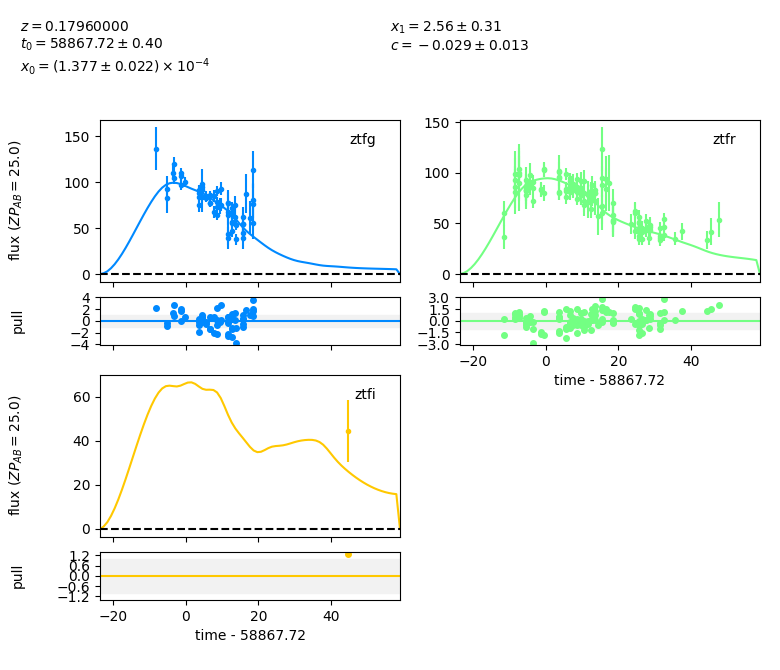 z = 0.17960000
t₀ = 58867.72 ± 0.40
x₀ = (1.377 ± 0.022) × 10⁻⁴
x₁ = 2.56 ± 0.31
c = −0.029 ± 0.013
ztfg
flux (ZP_AB = 25.0)
150
100
50
0
pull
4
2
0
−2
−4
ztfr
150
100
50
0
3.0
1.5
0.0
−1.5
−3.0
−20 0 20 40
time - 58867.72
ztfi
flux (ZP_AB = 25.0)
60
40
20
0
pull
1.2
0.6
0.0
−0.6
−1.2
−20 0 20 40
time - 58867.72